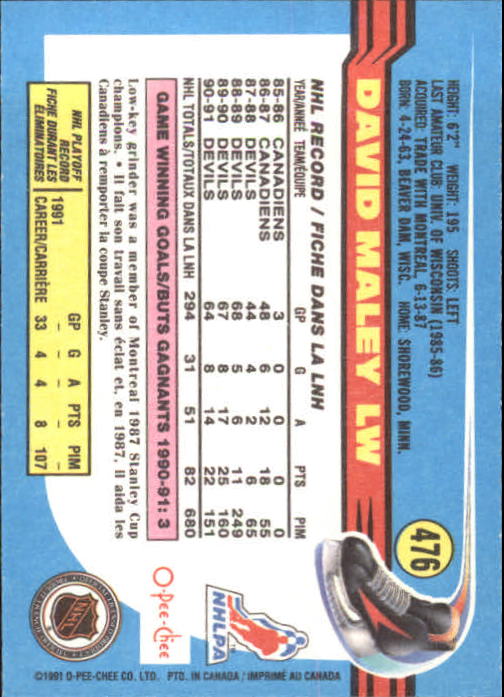 476
DAVID MALEY LW
HEIGHT: 6'2" WEIGHT: 195 SHOOTS: LEFT
LAST AMATEUR CLUB: UNIV. OF WISCONSIN (1985-86)
ACQUIRED: TRADE WITH MONTREAL, 6-13-87
BORN: 4-24-63, BEAVER DAM, WISC. HOME: SHOREWOOD, MINN.
NHL RECORD / FICHE DANS LA LNH
YEAR/ANNÉE TEAM/ÉQUIPE GP G A PTS PIM
85-86 CANADIENS 3 0 0 0 0
86-87 CANADIENS 48 6 12 18 55
87-88 DEVILS 44 4 2 6 65
88-89 DEVILS 68 5 6 11 249
89-90 DEVILS 67 8 17 25 160
90-91 DEVILS 64 8 14 22 151
NHL TOTALS/TOTAUX DANS LA LNH 294 31 51 82 680
GAME WINNING GOALS/BUTS GAGNANTS 1990-91: 3
Low-key grinder was a member of Montreal 1987 Stanley Cup
champions. • Il fait son travail sans éclat et, en 1987, il aida les
Canadiens à remporter la coupe Stanley.
NHL PLAYOFF RECORD
FICHE DURANT LES ÉLIMINATOIRES
GP G A PTS PIM
1991 – – – – –
CAREER/CARRIÈRE 33 4 4 8 107
NHLPA
O-Pee-Chee
NHL
©1991 O-PEE-CHEE CO. LTD. PTD. IN CANADA / IMPRIMÉ AU CANADA